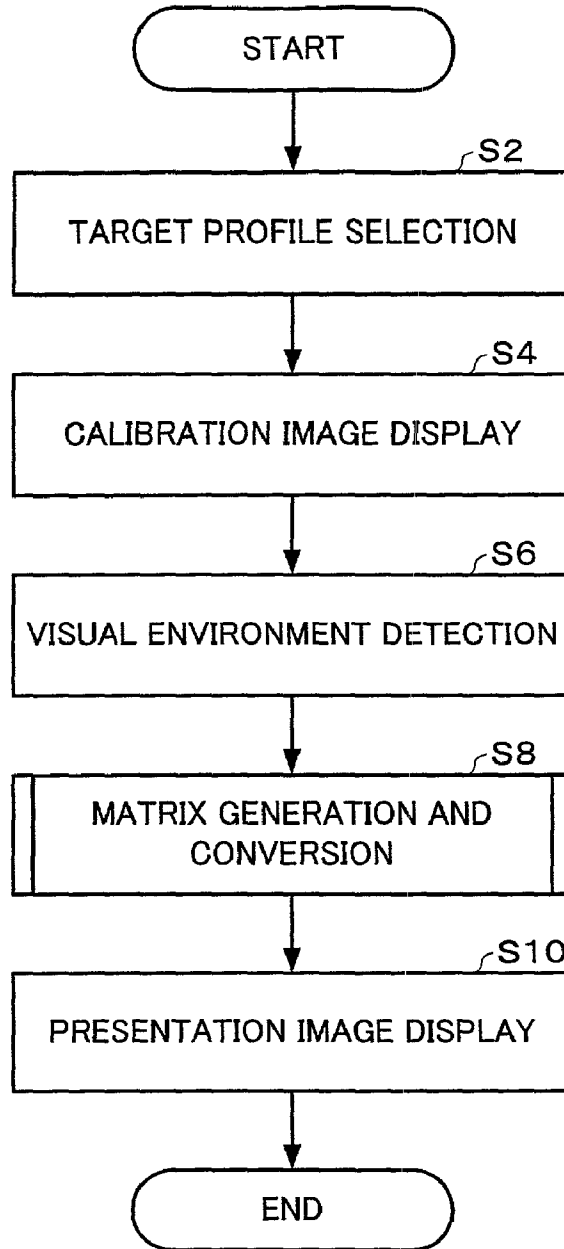 START
S2
TARGET PROFILE SELECTION
S4
CALIBRATION IMAGE DISPLAY
S6
VISUAL ENVIRONMENT DETECTION
S8
MATRIX GENERATION AND
CONVERSION
S10
PRESENTATION IMAGE DISPLAY
END